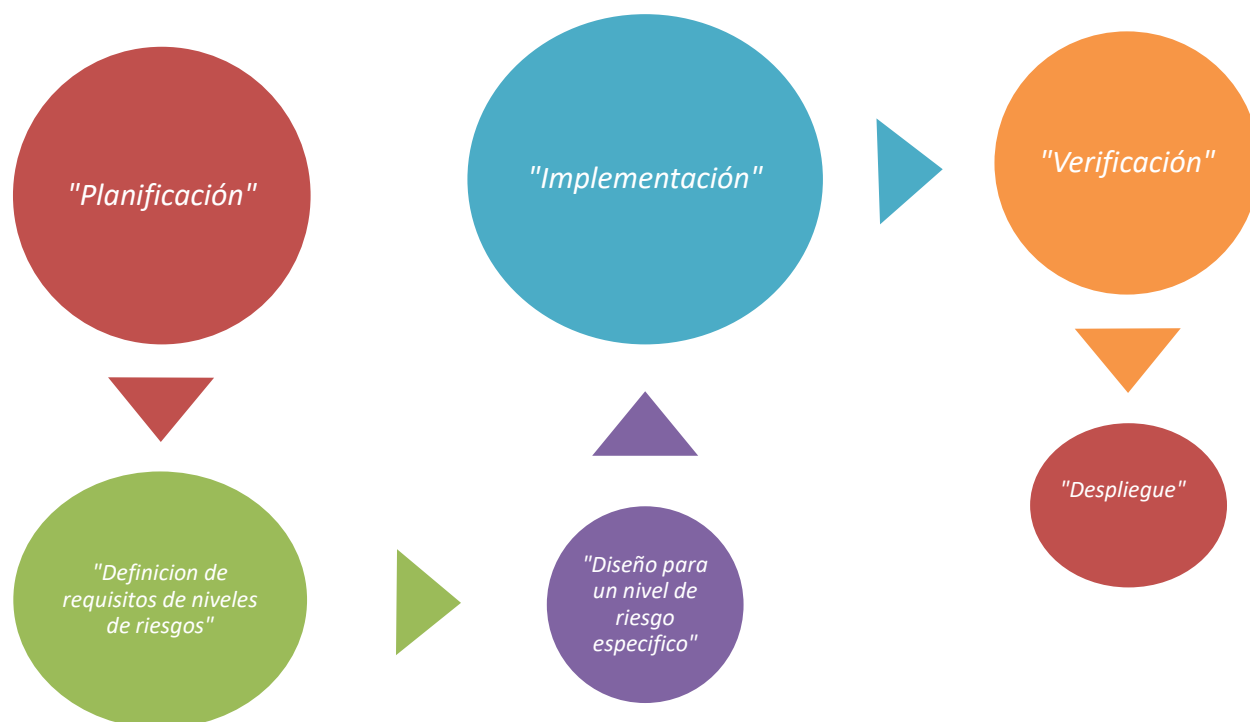 "Planificación"
"Definicion de
requisitos de niveles
de riesgos"
"Diseño para
un nivel de
riesgo
especifico"
"Implementación"
"Verificación"
"Despliegue"